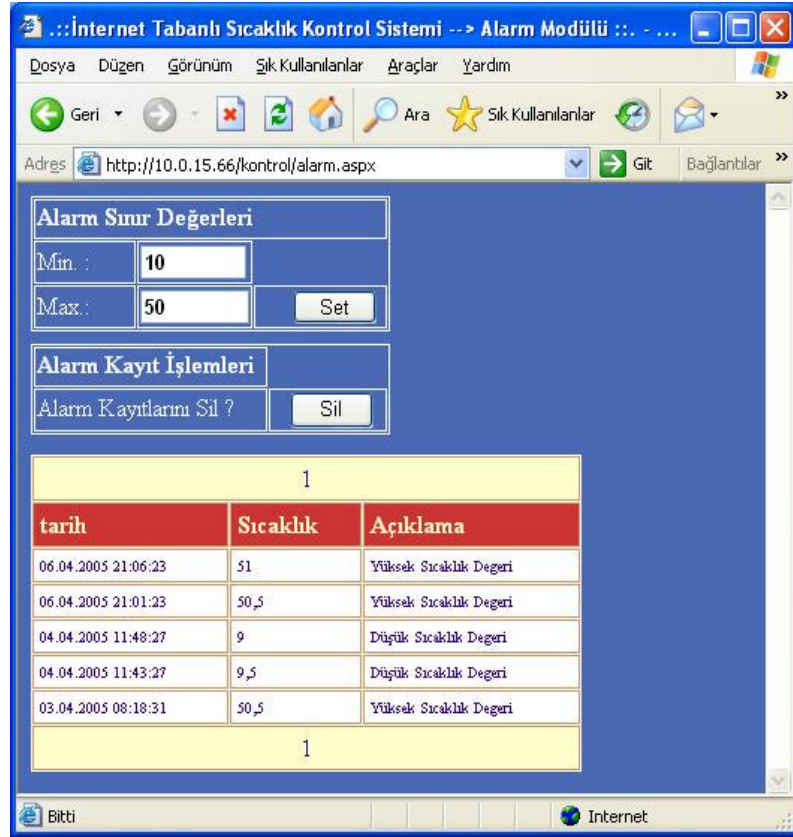 .::İnternet Tabanlı Sıcaklık Kontrol Sistemi --> Alarm Modülü ::. - ...
Dosya Düzen Görünüm Sık Kullanılanlar Araçlar Yardım
Geri Ara Sık Kullanılanlar »
Adres http://10.0.15.66/kontrol/alarm.aspx Git Bağlantılar »
Alarm Sınır Değerleri
Min. : 10
Max.: 50 Set
Alarm Kayıt İşlemleri
Alarm Kayıtlarını Sil ? Sil
1
tarih Sıcaklık Açıklama
06.04.2005 21:06:23 51 Yüksek Sıcaklık Degeri
06.04.2005 21:01:23 50,5 Yüksek Sıcaklık Degeri
04.04.2005 11:48:27 9 Düşük Sıcaklık Degeri
04.04.2005 11:43:27 9,5 Düşük Sıcaklık Degeri
03.04.2005 08:18:31 50,5 Yüksek Sıcaklık Degeri
1
Bitti Internet